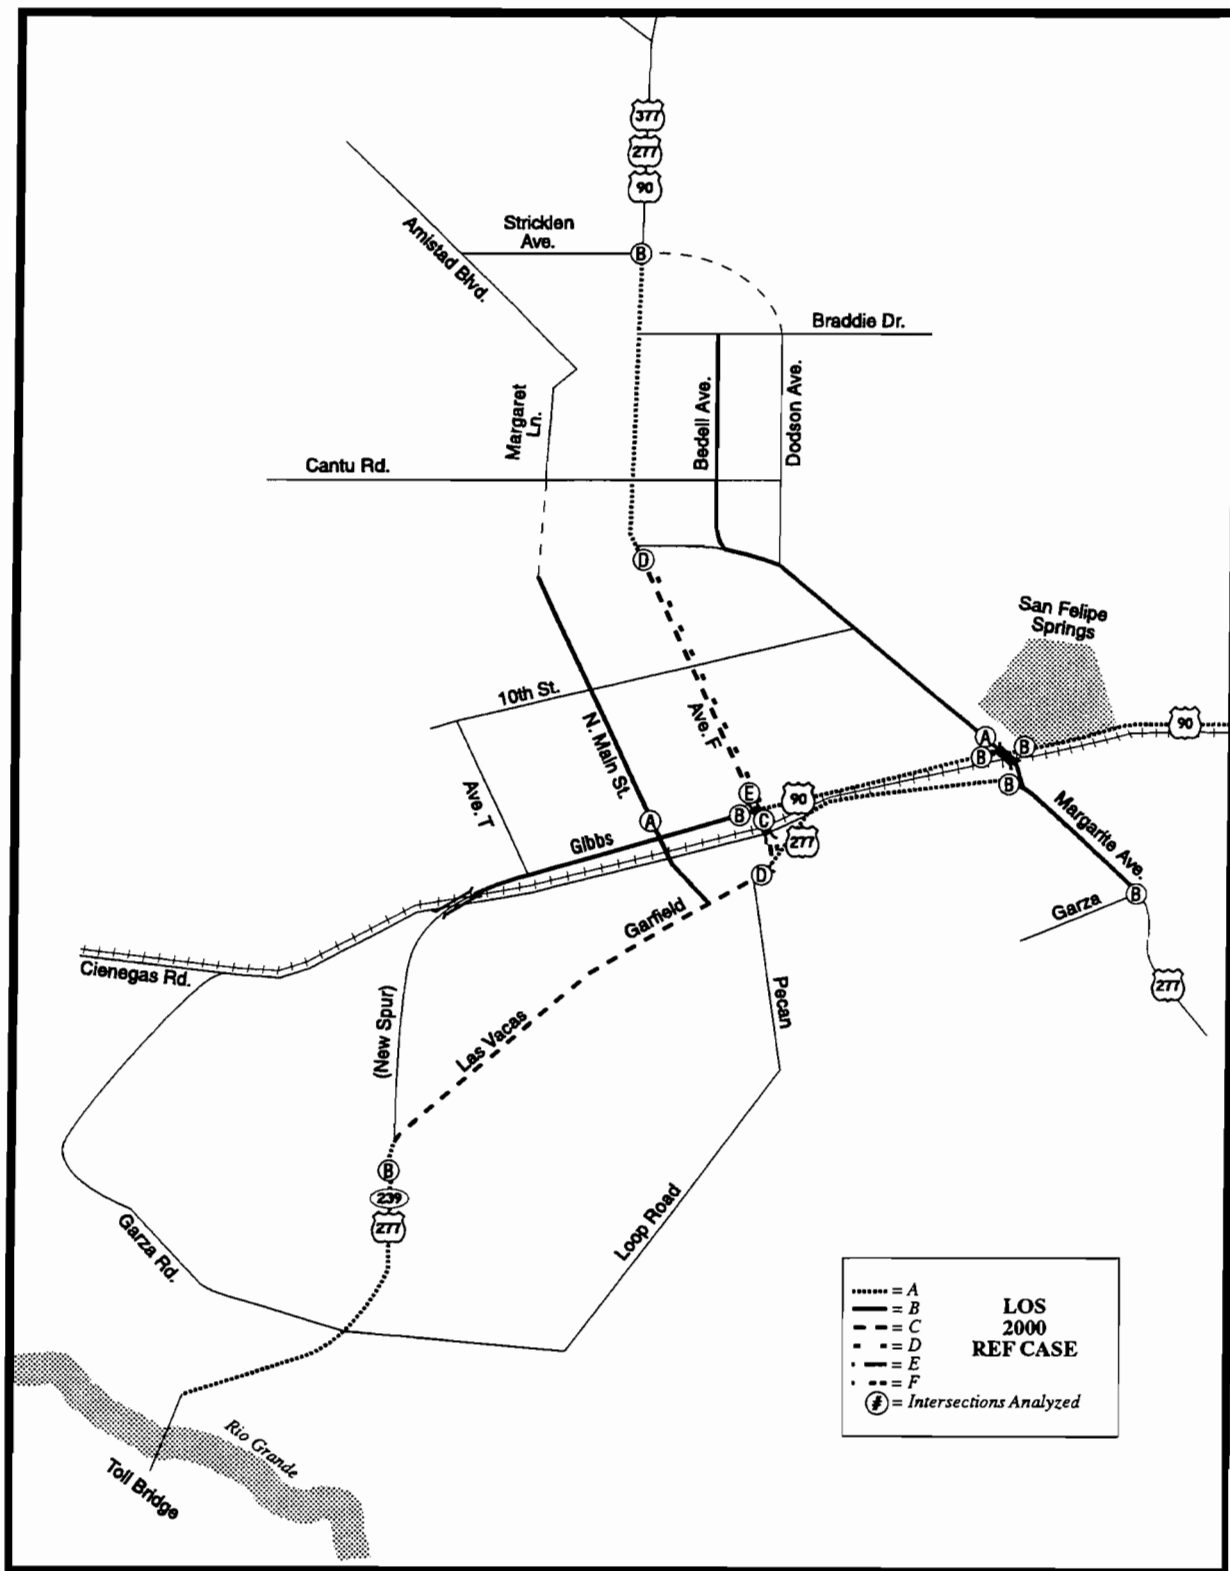 377
277
90
Stricklen
Ave.
B
Amistad Blvd.
Braddie Dr.
Margaret
Ln.
Bedell Ave.
Dodson Ave.
Cantu Rd.
D
San Felipe
Springs
10th St.
N. Main St.
Ave. F
A
B
B
90
Ave. T
E
90
B
A
B
C
Gibbs
277
Margarite Ave.
D
B
Garfield
Garza
Cienegas Rd.
(New Spur)
Pecan
277
Las Vacas
B
239
277
Garza Rd.
Loop Road
= A
= B
= C
= D
= E
= F
# = Intersections Analyzed
LOS
2000
REF CASE
Rio Grande
Toll Bridge